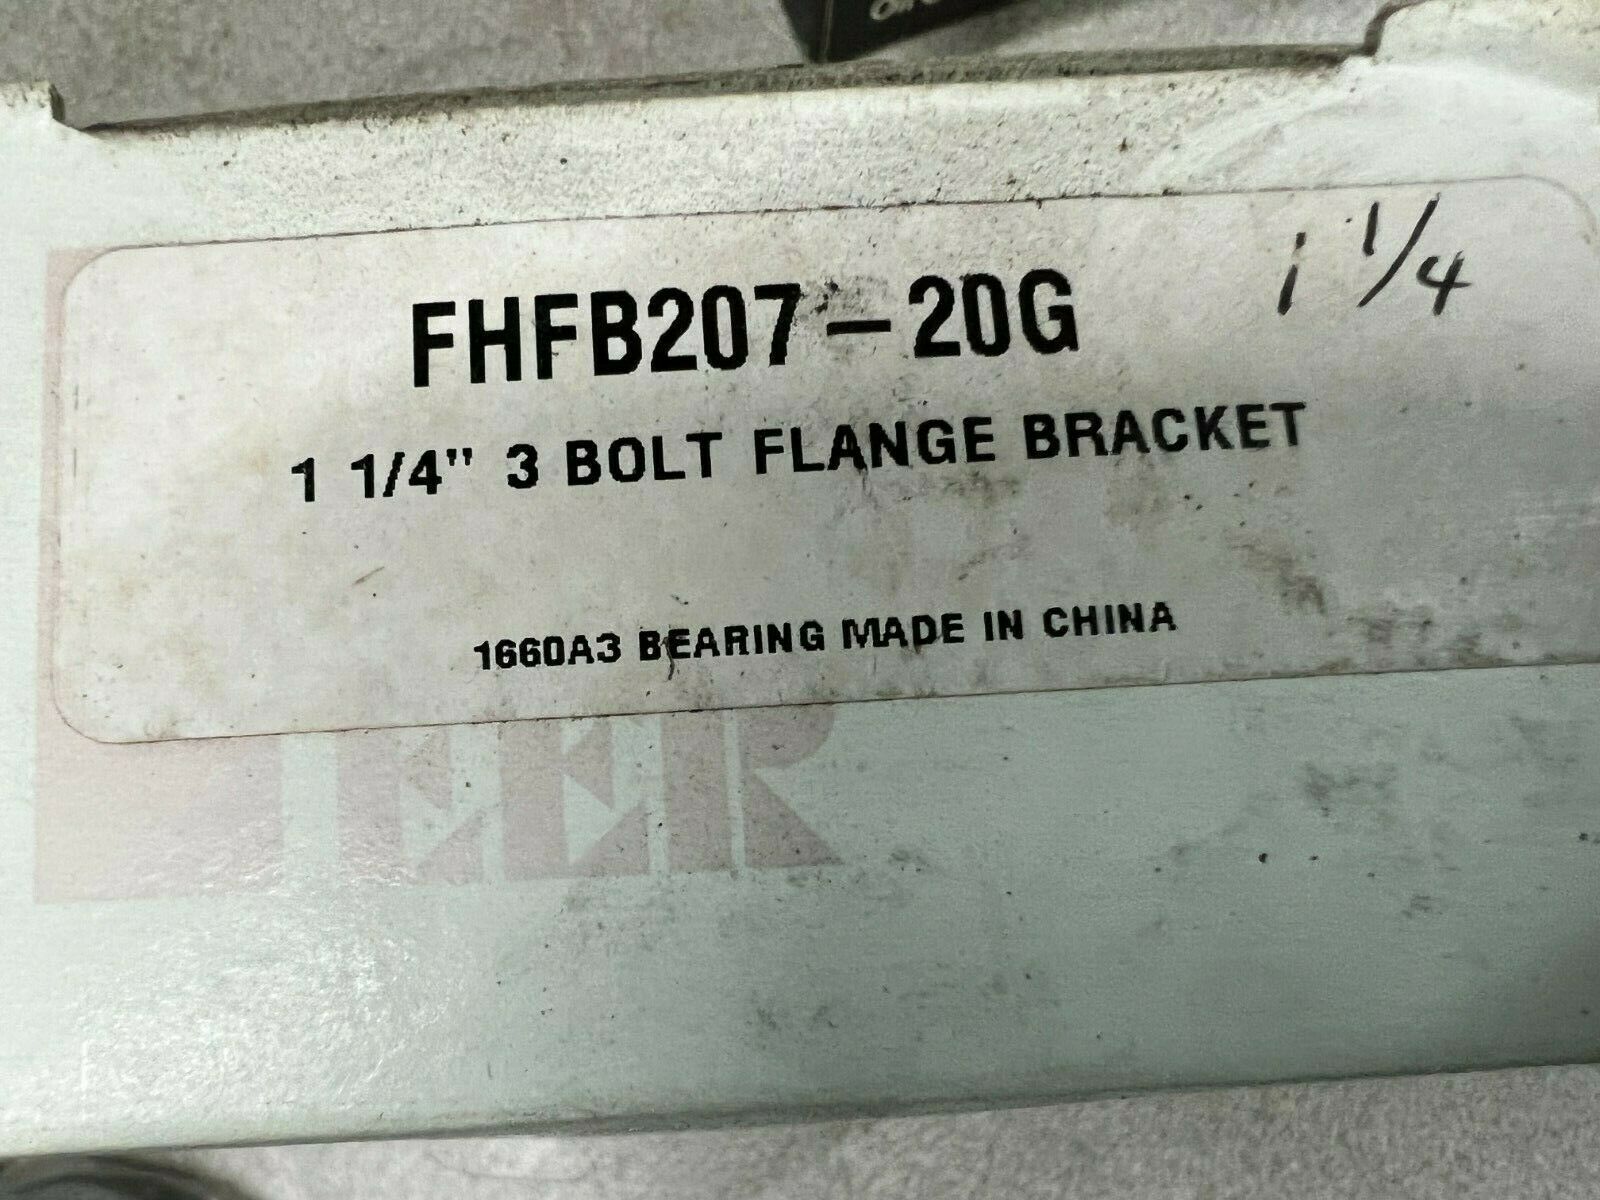 FHFB207-20G
1 1/4
1 1/4" 3 BOLT FLANGE BRACKET
1660A3 BEARING MADE IN CHINA